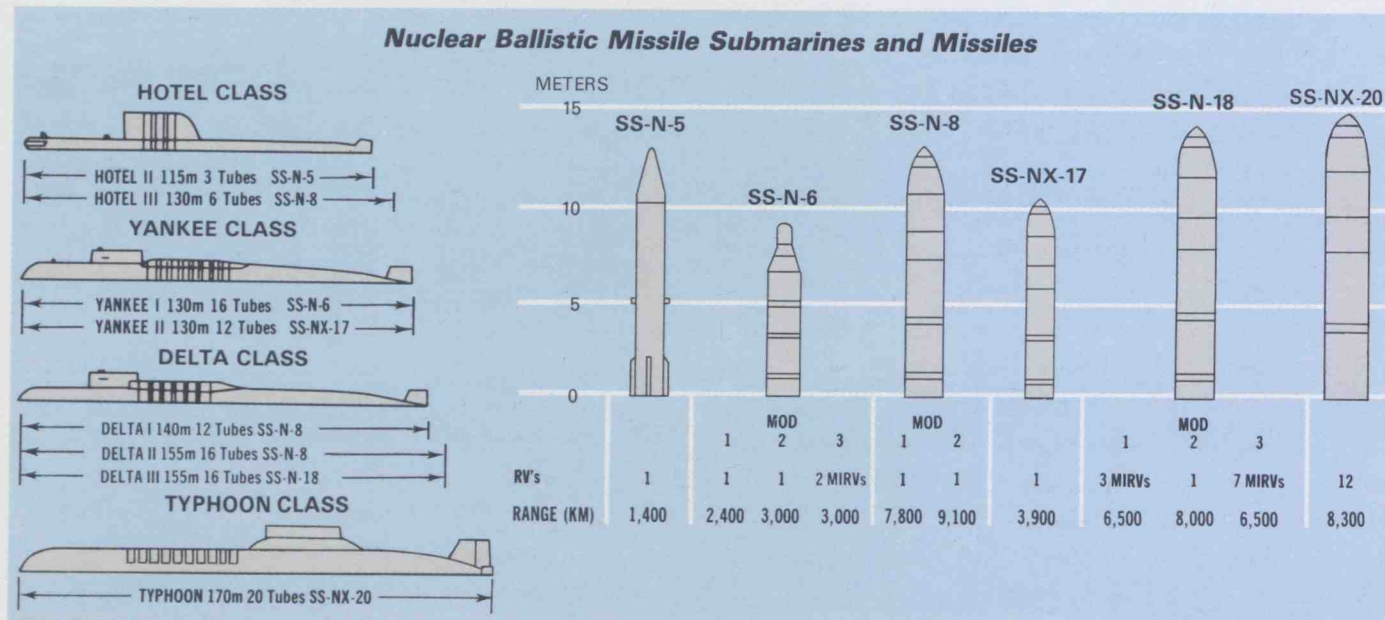 Nuclear Ballistic Missile Submarines and Missiles
HOTEL CLASS
HOTEL II 115m 3 Tubes SS-N-5
HOTEL III 130m 6 Tubes SS-N-8
YANKEE CLASS
YANKEE I 130m 16 Tubes SS-N-6
YANKEE II 130m 12 Tubes SS-NX-17
DELTA CLASS
DELTA I 140m 12 Tubes SS-N-8
DELTA II 155m 16 Tubes SS-N-8
DELTA III 155m 16 Tubes SS-N-18
TYPHOON CLASS
TYPHOON 170m 20 Tubes SS-NX-20
METERS
15
10
5
0
SS-N-5
SS-N-6
SS-N-8
SS-NX-17
SS-N-18
SS-NX-20
MOD MOD MOD
1 2 3 1 2 1 2 3
RV's 1 1 1 2 MIRVs 1 1 1 3 MIRVs 1 7 MIRVs 12
RANGE (KM) 1,400 2,400 3,000 3,000 7,800 9,100 3,900 6,500 8,000 6,500 8,300